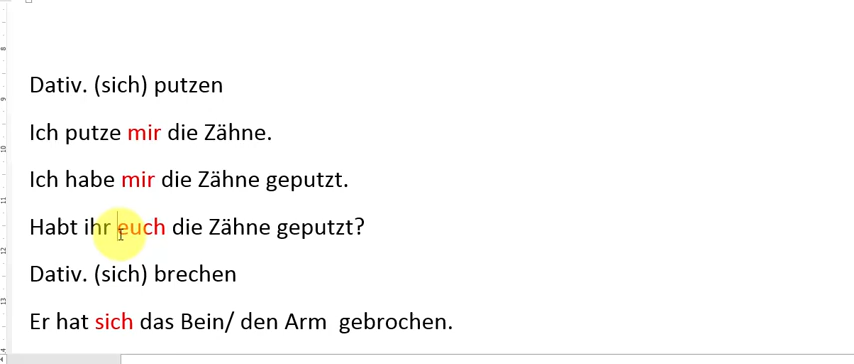 Dativ. (sich) putzen
Ich putze mir die Zähne.
Ich habe mir die Zähne geputzt.
Habt ihr euch die Zähne geputzt?
Dativ. (sich) brechen
Er hat sich das Bein/ den Arm  gebrochen.